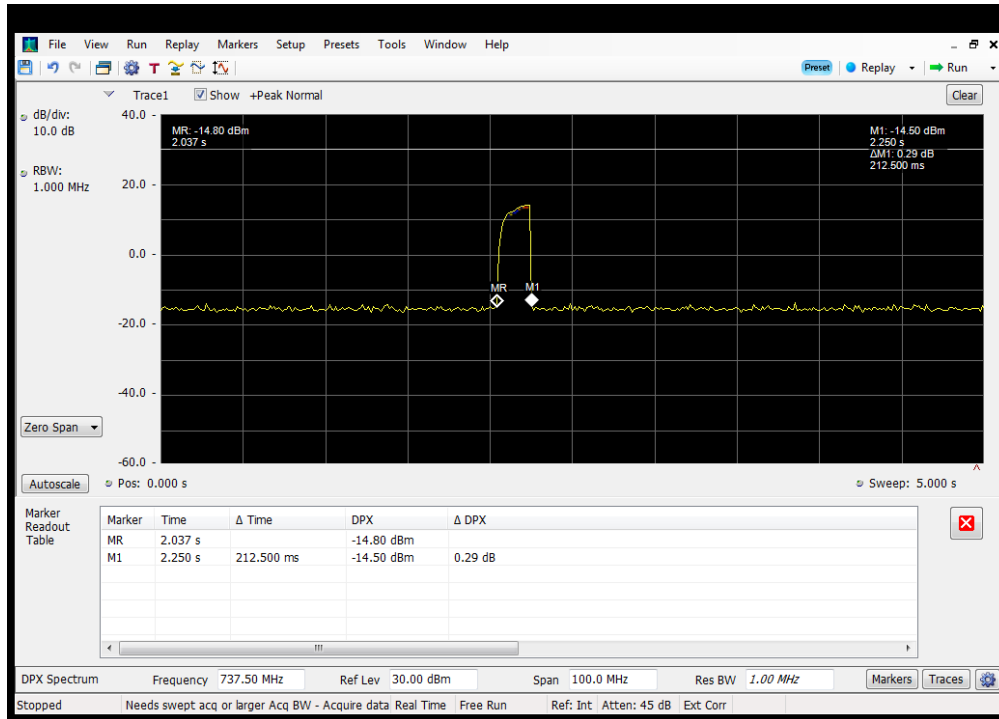 File View Run Replay Markers Setup Presets Tools Window Help
T Preset Replay Run
Trace1 Show +Peak Normal Clear
dB/div:
10.0 dB
RBW:
1.000 MHz
40.0
20.0
0.0
-20.0
-40.0
-60.0
MR: -14.80 dBm
2.037 s
M1: -14.50 dBm
2.250 s
ΔM1: 0.29 dB
212.500 ms
MR M1
Zero Span
Autoscale Pos: 0.000 s Sweep: 5.000 s
Marker
Readout
Table
Marker Time Δ Time DPX Δ DPX
MR 2.037 s -14.80 dBm
M1 2.250 s 212.500 ms -14.50 dBm 0.29 dB
DPX Spectrum Frequency 737.50 MHz Ref Lev 30.00 dBm Span 100.0 MHz Res BW 1.00 MHz Markers Traces
Stopped Needs swept acq or larger Acq BW - Acquire data Real Time Free Run Ref: Int Atten: 45 dB Ext Corr